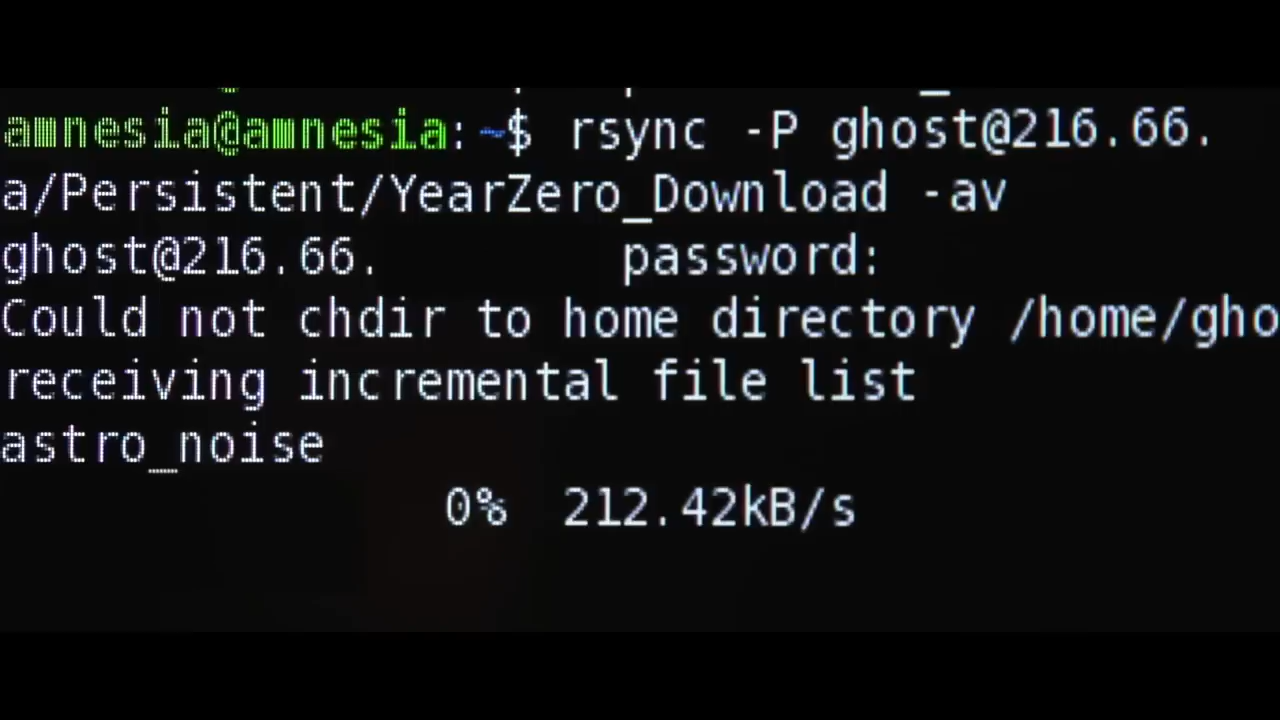 amnesia@amnesia:~$ rsync -P ghost@216.66.
a/Persistent/YearZero_Download -av
ghost@216.66.        password:
Could not chdir to home directory /home/gho
receiving incremental file list
astro_noise
0%  212.42kB/s